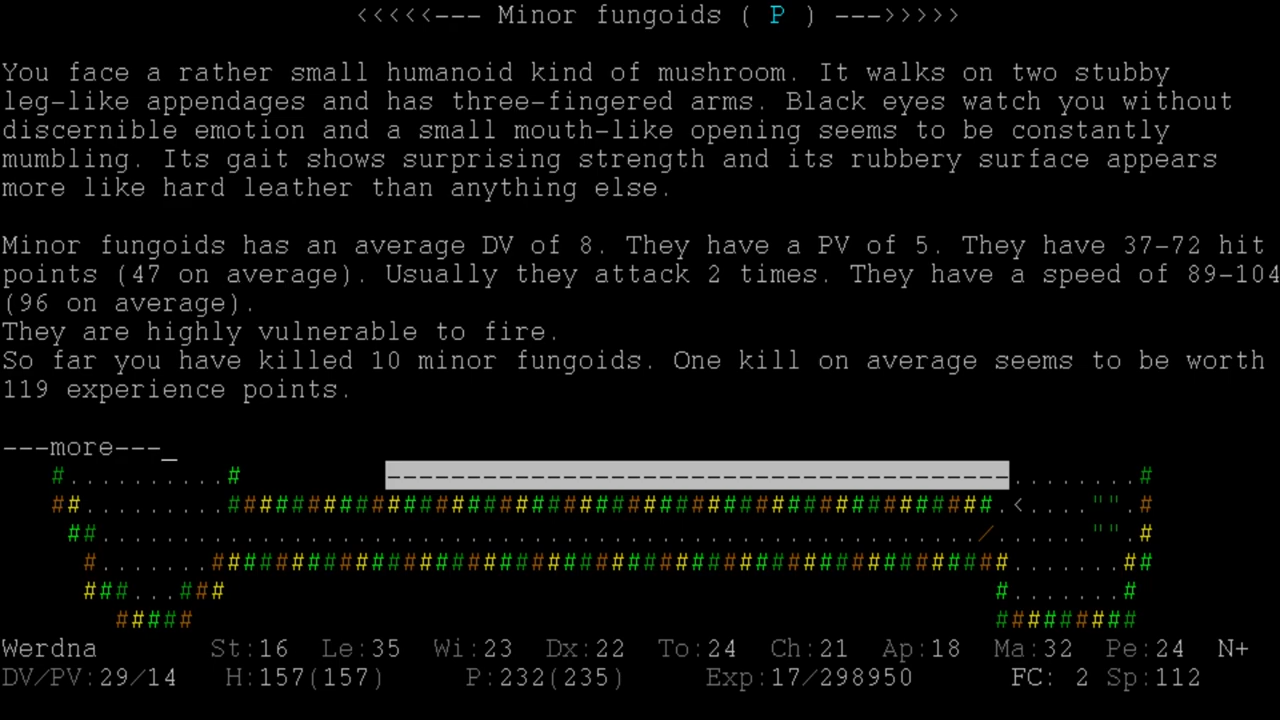 <<<<<--- Minor fungoids ( P ) --->>>>>
You face a rather small humanoid kind of mushroom. It walks on two stubby
leg-like appendages and has three-fingered arms. Black eyes watch you without
discernible emotion and a small mouth-like opening seems to be constantly
mumbling. Its gait shows surprising strength and its rubbery surface appears
more like hard leather than anything else.
Minor fungoids has an average DV of 8. They have a PV of 5. They have 37-72 hit
points (47 on average). Usually they attack 2 times. They have a speed of 89-104
(96 on average).
They are highly vulnerable to fire.
So far you have killed 10 minor fungoids. One kill on average seems to be worth
119 experience points.
---more---_
Werdna St:16 Le:35 Wi:23 Dx:22 To:24 Ch:21 Ap:18 Ma:32 Pe:24 N+
DV/PV:29/14 H:157(157) P:232(235) Exp:17/298950 FC: 2 Sp:112